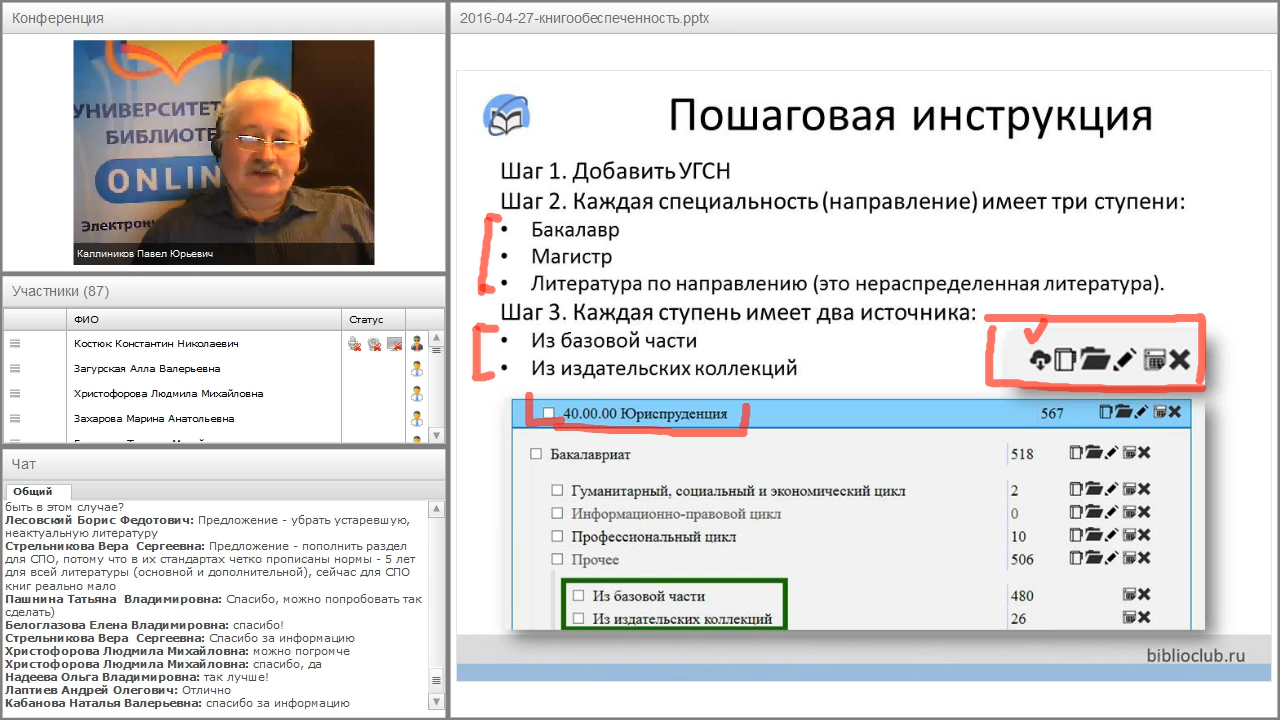 Конференция
УНИВЕРСИТЕТ
БИБЛИОТЕ
ONLIN
Электронн
Каллиников Павел Юрьевич
Участники (87)
ФИО
Статус
Костюк Константин Николаевич
Загурская Алла Валерьевна
Христофорова Людмила Михайловна
Захарова Марина Анатольевна
Чат
Общий
быть в этом случае?
Лесовский Борис Федотович: Предложение - убрать устаревшую,
неактуальную литературу
Стрельникова Вера Сергеевна: Предложение - пополнить раздел
для СПО, потому что в их стандартах четко прописаны нормы - 5 лет
для всей литературы (основной и дополнительной), сейчас для СПО
книг реально мало
Пашнина Татьяна Владимировна: Спасибо, можно попробовать так
сделать)
Белоглазова Елена Владимировна: спасибо!
Стрельникова Вера Сергеевна: Спасибо за информацию
Христофорова Людмила Михайловна: можно погромче
Христофорова Людмила Михайловна: спасибо, да
Надеева Ольга Владимировна: так лучше!
Лаптиев Андрей Олегович: Отлично
Кабанова Наталья Валерьевна: спасибо за информацию
2016-04-27-книгообеспеченность.pptx
Пошаговая инструкция
Шаг 1. Добавить УГСН
Шаг 2. Каждая специальность (направление) имеет три ступени:
• Бакалавр
• Магистр
• Литература по направлению (это нераспределенная литература).
Шаг 3. Каждая ступень имеет два источника:
• Из базовой части
• Из издательских коллекций
40.00.00 Юриспруденция 567
Бакалавриат 518
Гуманитарный, социальный и экономический цикл 2
Информационно-правовой цикл 0
Профессиональный цикл 10
Прочее 506
Из базовой части 480
Из издательских коллекций 26
biblioclub.ru